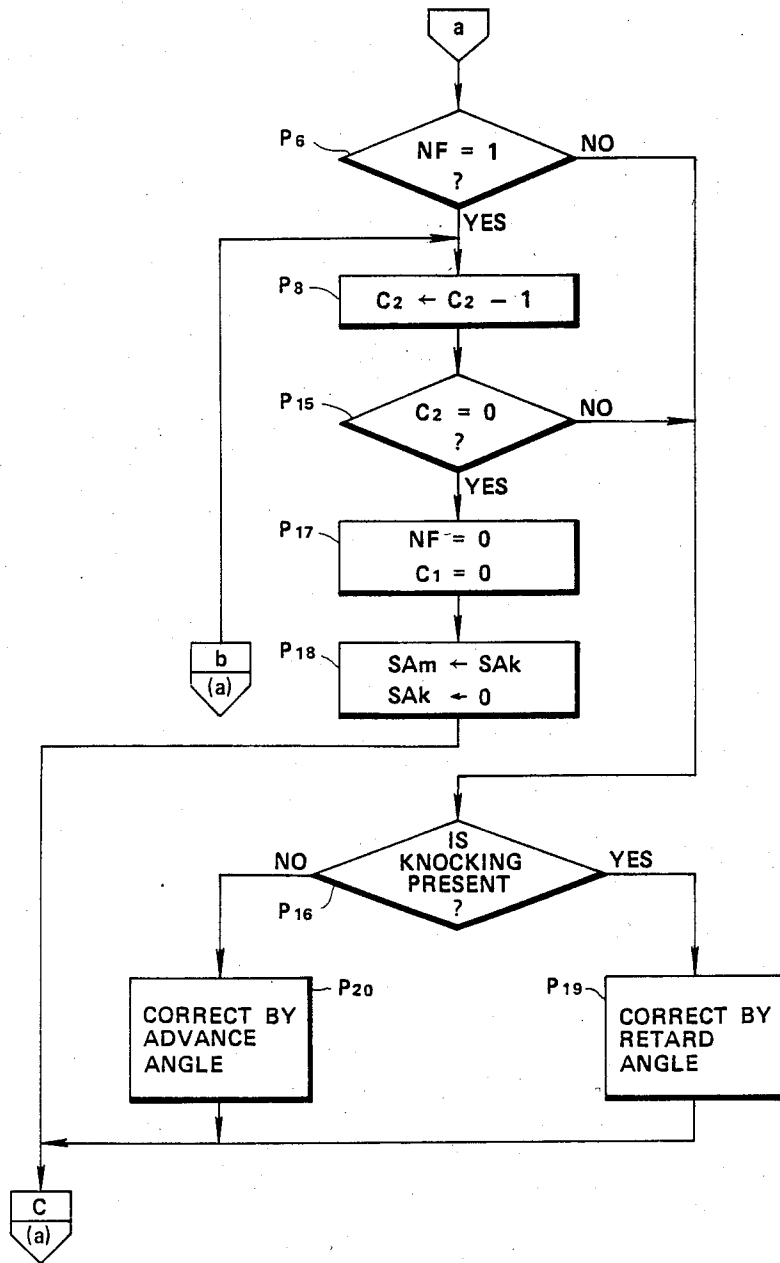 a
P6
NF = 1
?
NO
YES
P8
C2 ← C2 - 1
P15
C2 = 0
?
NO
YES
P17
NF = 0
C1 = 0
b
(a)
P18
SAm ← SAk
SAk ← 0
IS
KNOCKING
PRESENT
?
NO
YES
P16
P20
CORRECT BY
ADVANCE
ANGLE
P19
CORRECT BY
RETARD
ANGLE
C
(a)